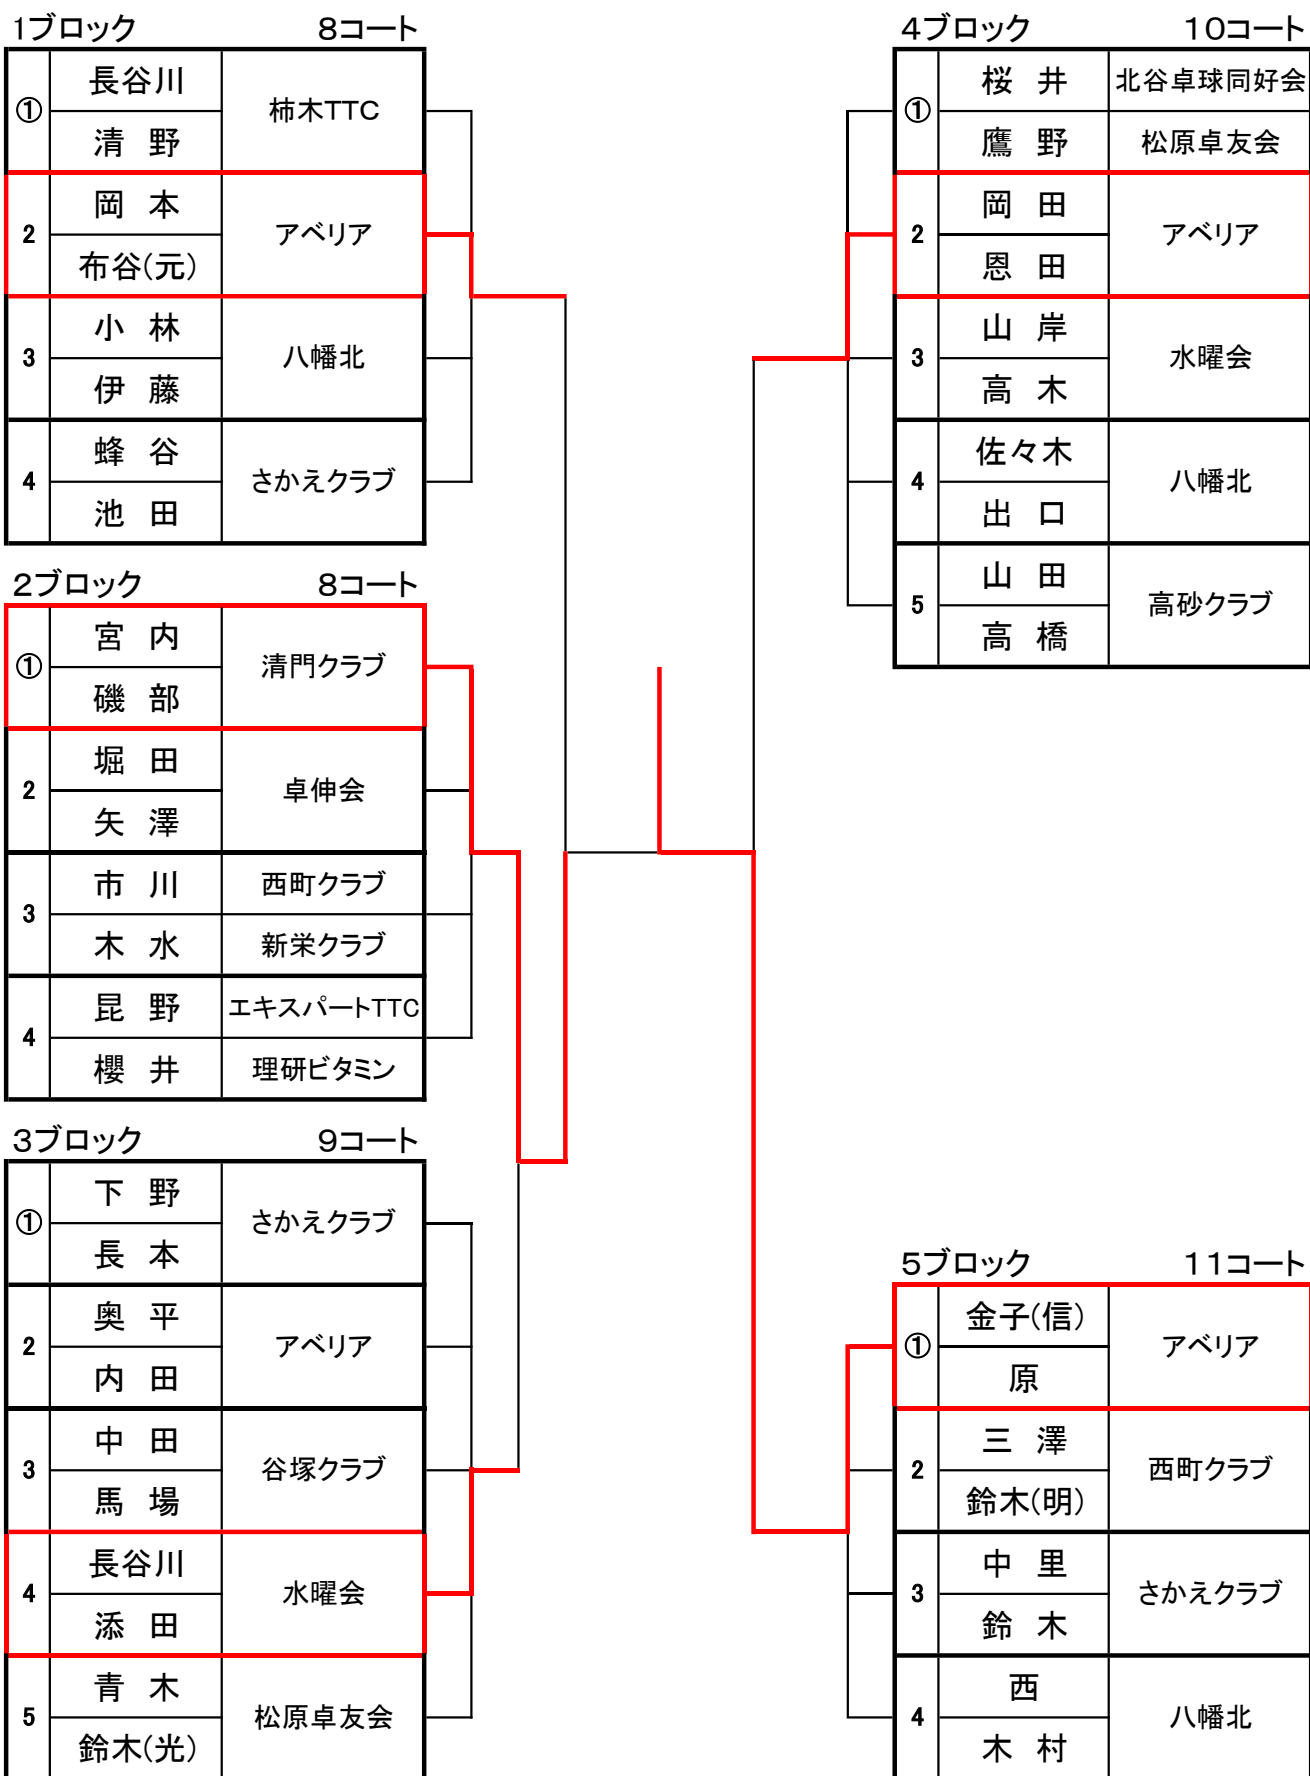 1ブロック 8コート
① 長谷川 柿木TTC
清 野
2 岡 本 アベリア
布谷(元)
3 小 林 八幡北
伊 藤
4 蜂 谷 さかえクラブ
池 田
2ブロック 8コート
① 宮 内 清門クラブ
磯 部
2 堀 田 卓伸会
矢 澤
3 市 川 西町クラブ
木 水 新栄クラブ
4 昆 野 エキスパートTTC
櫻 井 理研ビタミン
3ブロック 9コート
① 下 野 さかえクラブ
長 本
2 奥 平 アベリア
内 田
3 中 田 谷塚クラブ
馬 場
4 長谷川 水曜会
添 田
5 青 木 松原卓友会
鈴木(光)
4ブロック 10コート
① 桜 井 北谷卓球同好会
鷹 野 松原卓友会
2 岡 田 アベリア
恩 田
3 山 岸 水曜会
高 木
4 佐々木 八幡北
出 口
5 山 田 高砂クラブ
高 橋
5ブロック 11コート
① 金子(信) アベリア
原
2 三 澤 西町クラブ
鈴木(明)
3 中 里 さかえクラブ
鈴 木
4 西 八幡北
木 村